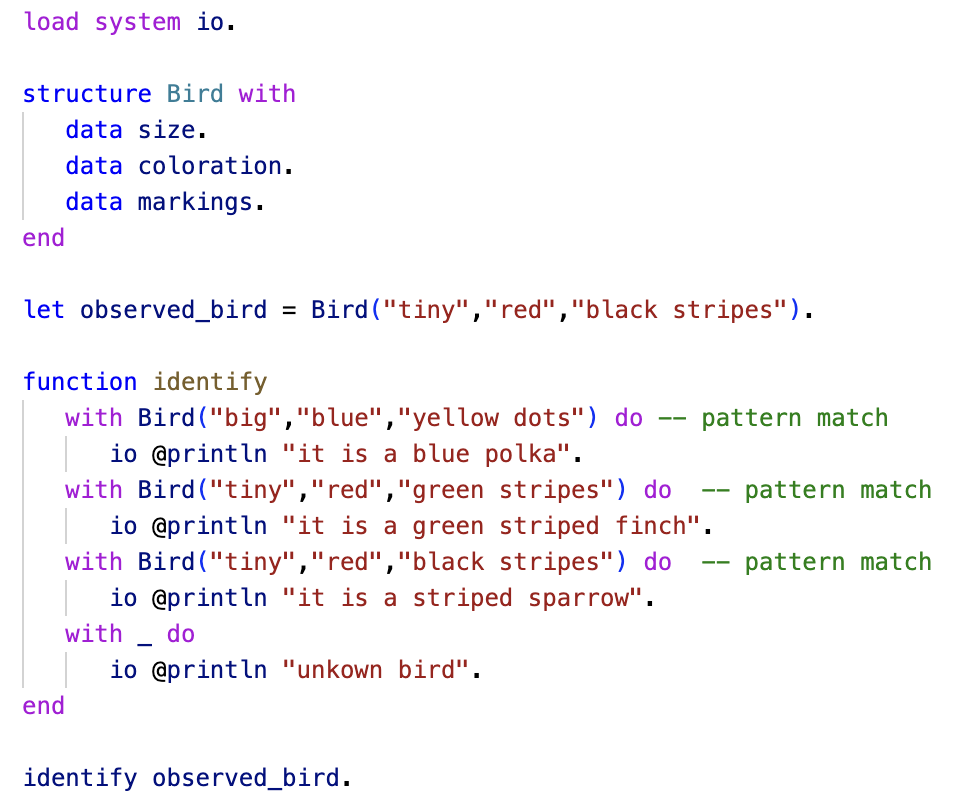 load system io.
structure Bird with
data size.
data coloration.
data markings.
end
let observed_bird = Bird("tiny","red","black stripes").
function identify
with Bird("big","blue","yellow dots") do -- pattern match
io @println "it is a blue polka".
with Bird("tiny","red","green stripes") do  -- pattern match
io @println "it is a green striped finch".
with Bird("tiny","red","black stripes") do  -- pattern match
io @println "it is a striped sparrow".
with _ do
io @println "unkown bird".
end
identify observed_bird.